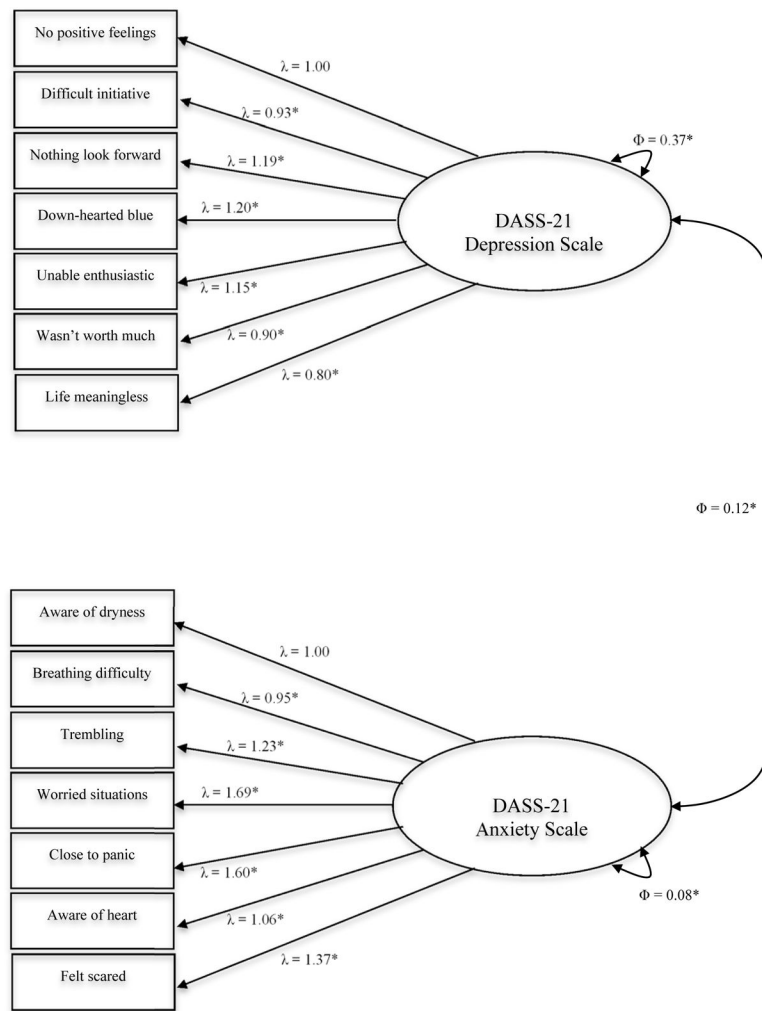 No positive feelings
λ = 1.00
Difficult initiative
λ = 0.93*
Φ = 0.37*
Nothing look forward
λ = 1.19*
Down-hearted blue
λ = 1.20*
DASS-21
Depression Scale
Unable enthusiastic
λ = 1.15*
Wasn't worth much
λ = 0.90*
Life meaningless
λ = 0.80*
Φ = 0.12*
Aware of dryness
λ = 1.00
Breathing difficulty
λ = 0.95*
Trembling
λ = 1.23*
Worried situations
λ = 1.69*
DASS-21
Anxiety Scale
Close to panic
λ = 1.60*
Φ = 0.08*
Aware of heart
λ = 1.06*
Felt scared
λ = 1.37*